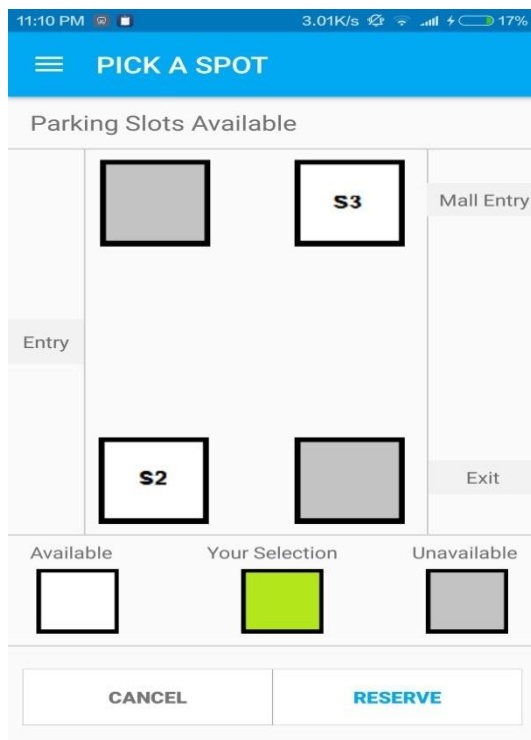 11:10 PM 3.01K/s 17%
PICK A SPOT
Parking Slots Available
S3
Mall Entry
Entry
S2
Exit
Available Your Selection Unavailable
CANCEL RESERVE